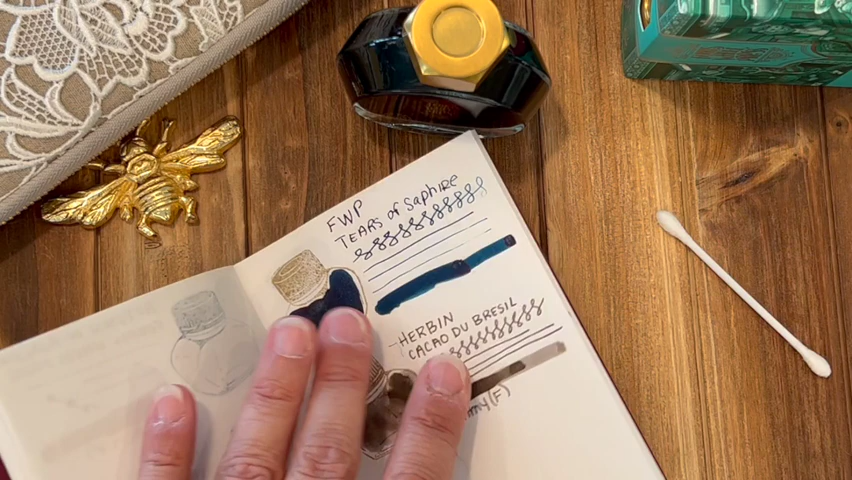 FWP
TEARS of SAPHIRE
HERBIN
CACAO DU BRESIL
(F)